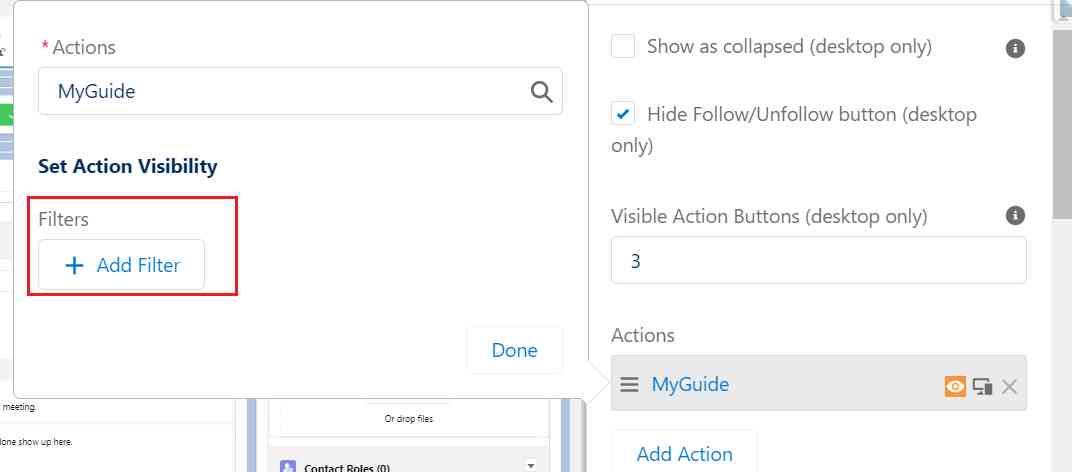 * Actions
MyGuide
Set Action Visibility
Filters
+ Add Filter
Done
Show as collapsed (desktop only)
Hide Follow/Unfollow button (desktop
only)
Visible Action Buttons (desktop only)
3
Actions
MyGuide
Add Action
meeting.
one show up here.
Or drop files
Contact Roles (0)